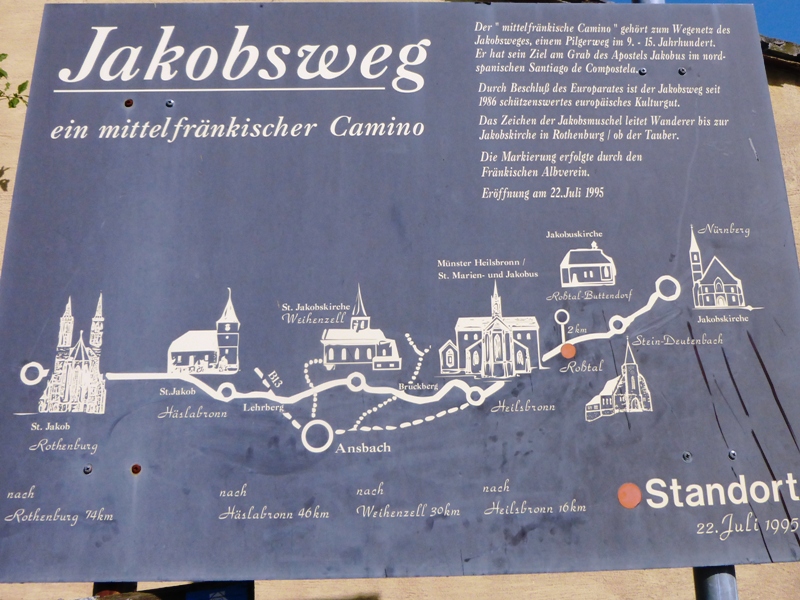 Jakobsweg
ein mittelfränkischer Camino
Der " mittelfränkische Camino " gehört zum Wegenetz des
Jakobsweges, einem Pilgerweg im 9. - 15. Jahrhundert.
Er hat sein Ziel am Grab des Apostels Jakobus im nord-
spanischen Santiago de Compostela.
Durch Beschluß des Europarates ist der Jakobsweg seit
1986 schützenswertes europäisches Kulturgut.
Das Zeichen der Jakobsmuschel leitet Wanderer bis zur
Jakobskirche in Rothenburg / ob der Tauber.
Die Markierung erfolgte durch den
Fränkischen Albverein.
Eröffnung am 22.Juli 1995
St. Jakob
Rothenburg
St.Jakob
Häslabronn
B13
Lehrberg
St. Jakobskirche
Weihenzell
Ansbach
Bruckberg
Münster Heilsbronn /
St. Marien- und Jakobus
Heilsbronn
Jakobuskirche
Roßtal-Buttendorf
2 km
Roßtal
Stein-Deutenbach
Nürnberg
Jakobskirche
nach
Rothenburg 74km
nach
Häslabronn 46km
nach
Weihenzell 30km
nach
Heilsbronn 16km
Standort
22. Juli 1995